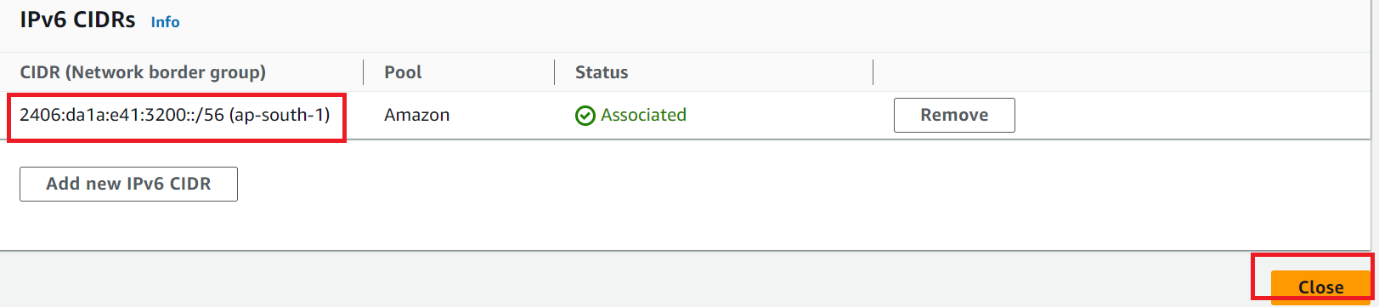 IPv6 CIDRs Info
CIDR (Network border group) Pool Status
2406:da1a:e41:3200::/56 (ap-south-1) Amazon Associated Remove
Add new IPv6 CIDR
Close